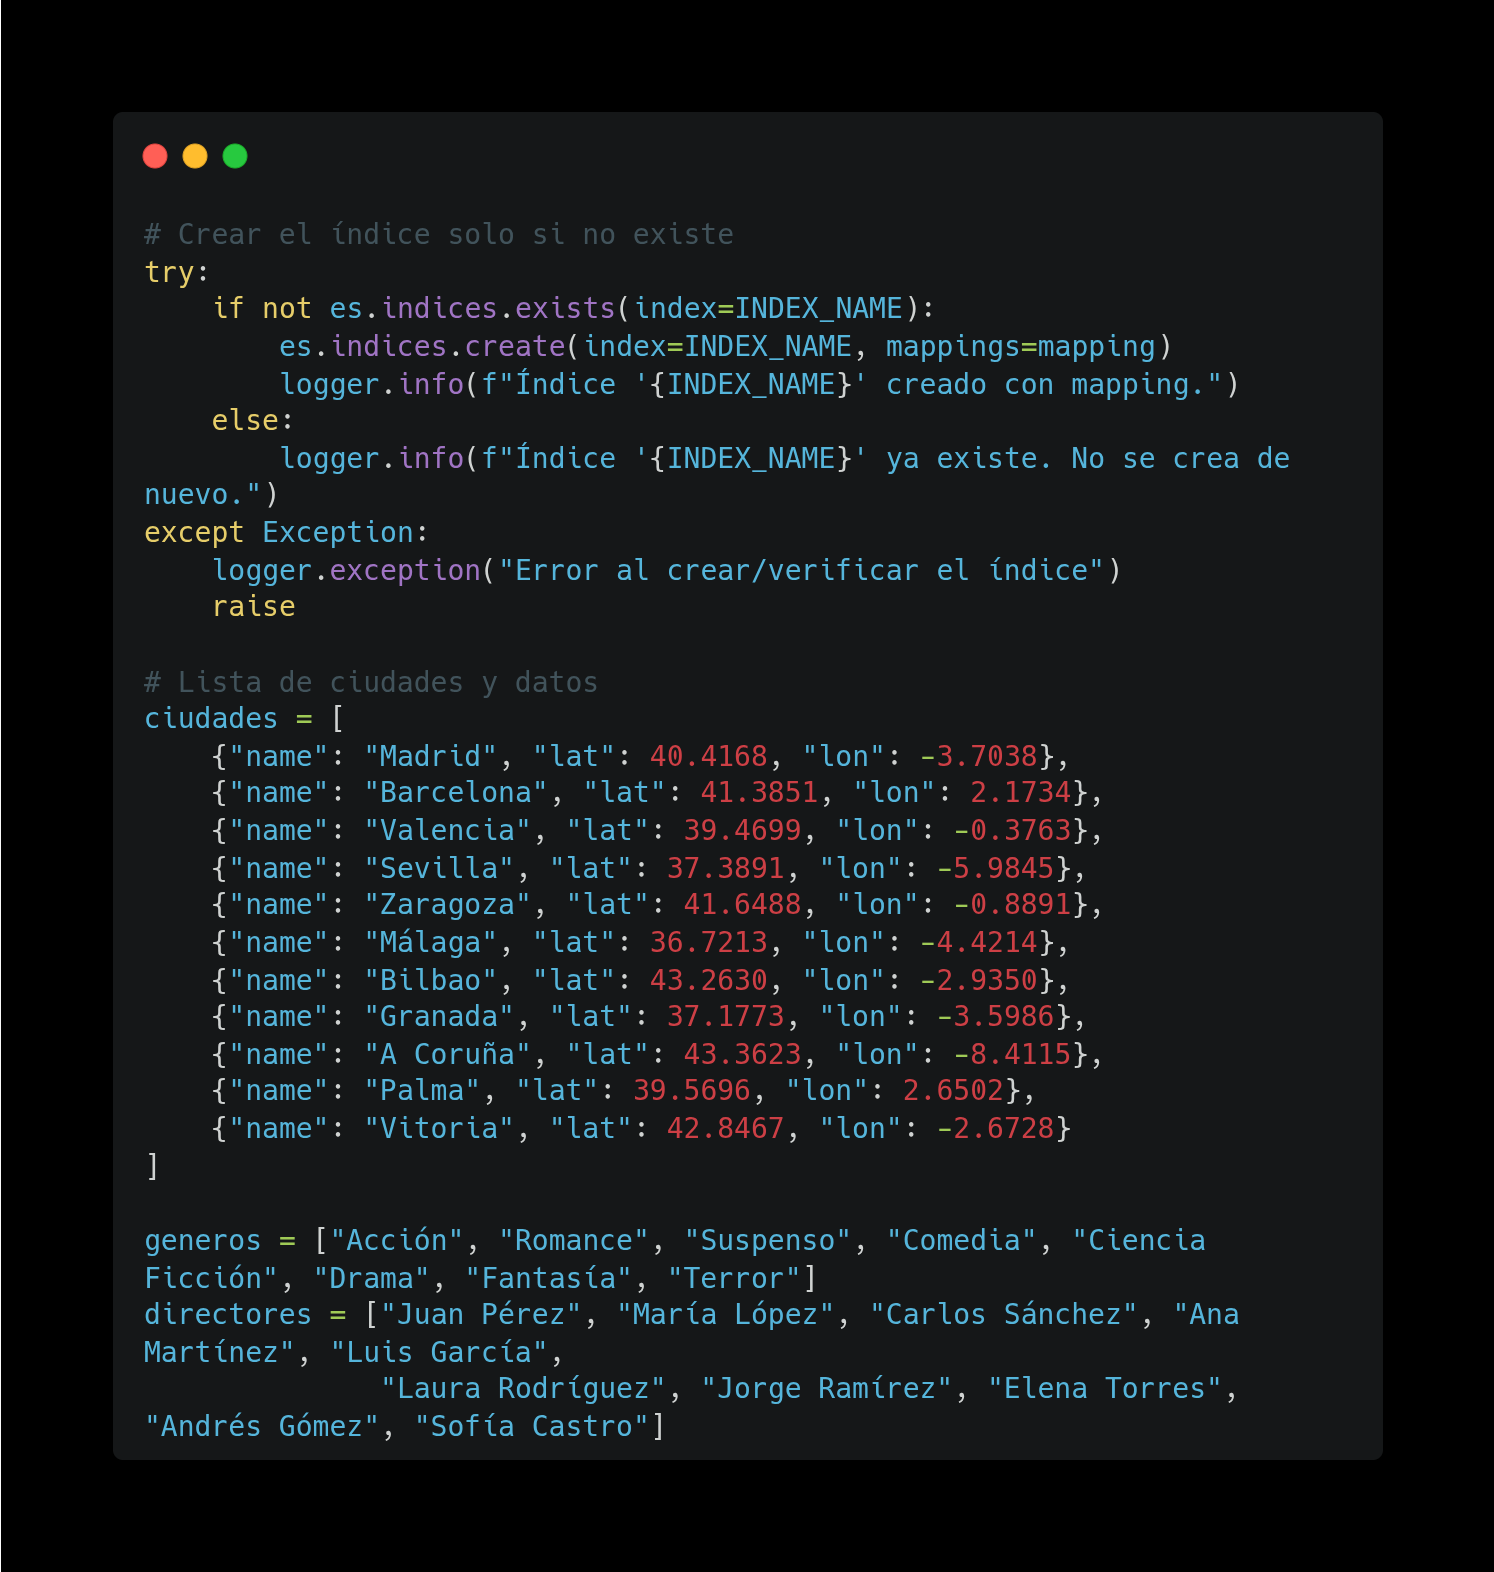 # Crear el índice solo si no existe
try:
    if not es.indices.exists(index=INDEX_NAME):
        es.indices.create(index=INDEX_NAME, mappings=mapping)
        logger.info(f"Índice '{INDEX_NAME}' creado con mapping.")
    else:
        logger.info(f"Índice '{INDEX_NAME}' ya existe. No se crea de
nuevo.")
except Exception:
    logger.exception("Error al crear/verificar el índice")
    raise

# Lista de ciudades y datos
ciudades = [
    {"name": "Madrid", "lat": 40.4168, "lon": -3.7038},
    {"name": "Barcelona", "lat": 41.3851, "lon": 2.1734},
    {"name": "Valencia", "lat": 39.4699, "lon": -0.3763},
    {"name": "Sevilla", "lat": 37.3891, "lon": -5.9845},
    {"name": "Zaragoza", "lat": 41.6488, "lon": -0.8891},
    {"name": "Málaga", "lat": 36.7213, "lon": -4.4214},
    {"name": "Bilbao", "lat": 43.2630, "lon": -2.9350},
    {"name": "Granada", "lat": 37.1773, "lon": -3.5986},
    {"name": "A Coruña", "lat": 43.3623, "lon": -8.4115},
    {"name": "Palma", "lat": 39.5696, "lon": 2.6502},
    {"name": "Vitoria", "lat": 42.8467, "lon": -2.6728}
]

generos = ["Acción", "Romance", "Suspenso", "Comedia", "Ciencia
Ficción", "Drama", "Fantasía", "Terror"]
directores = ["Juan Pérez", "María López", "Carlos Sánchez", "Ana
Martínez", "Luis García",
              "Laura Rodríguez", "Jorge Ramírez", "Elena Torres",
"Andrés Gómez", "Sofía Castro"]